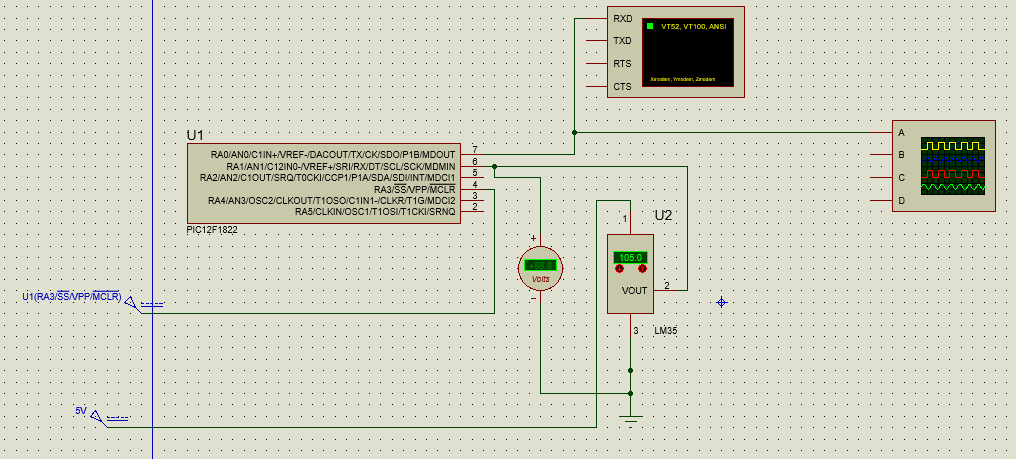 RXD
VT52, VT100, ANSI
TXD
RTS
Xmodem, Ymodem, Zmodem
CTS
U1
RA0/AN0/C1IN+/VREF-/DACOUT/TX/CK/SDO/P1B/MDOUT
7
RA1/AN1/C12IN0-/VREF+/SRI/RX/DT/SCL/SCK/MDMIN
6
RA2/AN2/C1OUT/SRQ/T0CKI/CCP1/P1A/SDA/SDI/INT/MDCI1
5
RA3/SS/VPP/MCLR
4
RA4/AN3/OSC2/CLKOUT/T1OSO/C1IN1-/CLKR/T1G/MDCI2
3
RA5/CLKIN/OSC1/T1OSI/T1CKI/SRNQ
2
PIC12F1822
A
B
C
D
U2
1
105.0
VOUT
2
3
LM35
+
Volts
-
U1(RA3/SS/VPP/MCLR)
5V